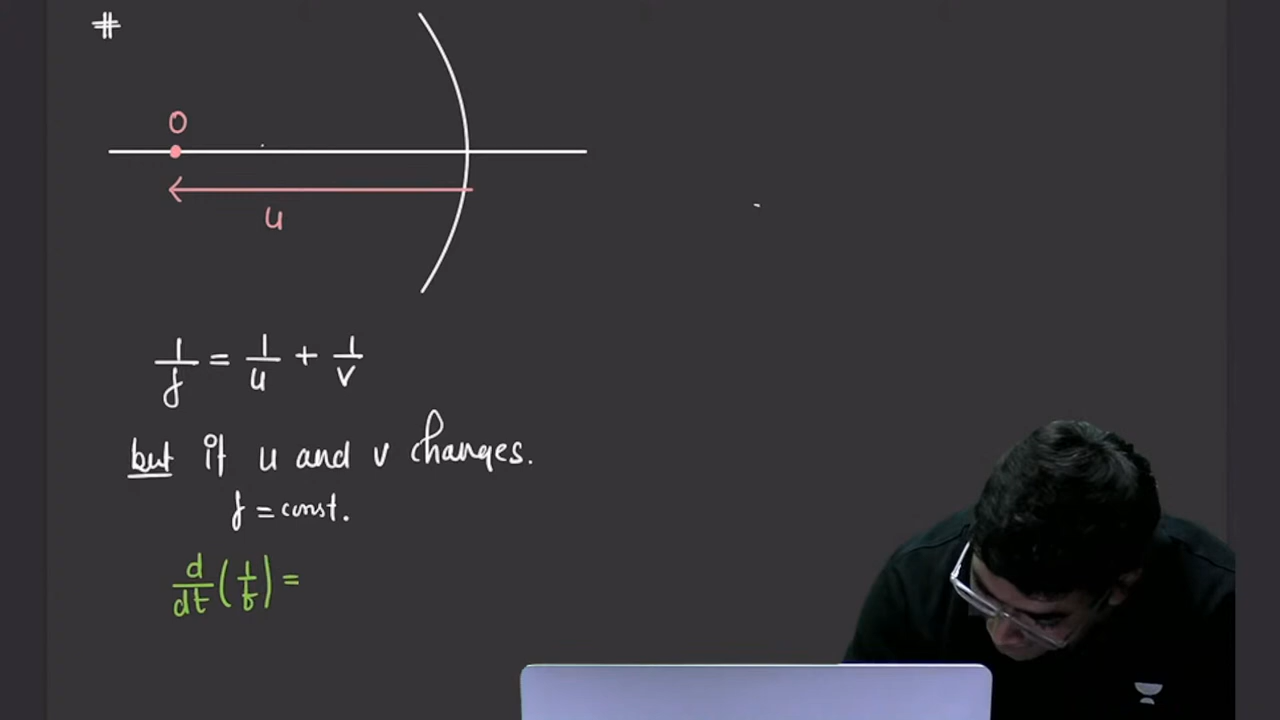 #
O
u
1/f = 1/u + 1/v
but if u and v changes.
f = const.
d/dt (1/f) =